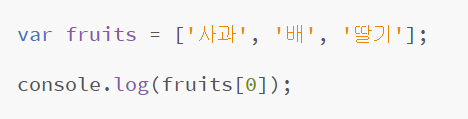 var fruits = ['사과', '배', '딸기'];
console.log(fruits[0]);